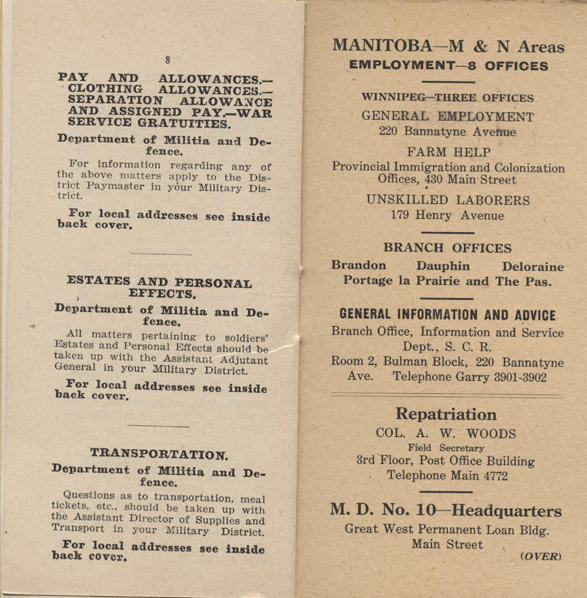 8
PAY AND ALLOWANCES.—
CLOTHING ALLOWANCES.—
SEPARATION ALLOWANCE
AND ASSIGNED PAY.—WAR
SERVICE GRATUITIES.
Department of Militia and De-
fence.
For information regarding any of
the above matters apply to the Dis-
trict Paymaster in your Military Dis-
trict.
For local addresses see inside
back cover.
ESTATES AND PERSONAL
EFFECTS.
Department of Militia and De-
fence.
All matters pertaining to soldiers'
Estates and Personal Effects should be
taken up with the Assistant Adjutant
General in your Military District.
For local addresses see inside
back cover.
TRANSPORTATION.
Department of Militia and De-
fence.
Questions as to transportation, meal
tickets, etc., should be taken up with
the Assistant Director of Supplies and
Transport in your Military District.
For local addresses see inside
back cover.
MANITOBA—M & N Areas
EMPLOYMENT—8 OFFICES
WINNIPEG—THREE OFFICES
GENERAL EMPLOYMENT
220 Bannatyne Avenue
FARM HELP
Provincial Immigration and Colonization
Offices, 430 Main Street
UNSKILLED LABORERS
179 Henry Avenue
BRANCH OFFICES
Brandon Dauphin Deloraine
Portage la Prairie and The Pas.
GENERAL INFORMATION AND ADVICE
Branch Office, Information and Service
Dept., S. C. R.
Room 2, Bulman Block, 220 Bannatyne
Ave. Telephone Garry 3901-3902
Repatriation
COL. A. W. WOODS
Field Secretary
3rd Floor, Post Office Building
Telephone Main 4772
M. D. No. 10—Headquarters
Great West Permanent Loan Bldg.
Main Street
(OVER)